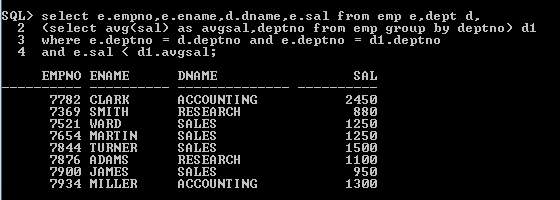 SQL> select e.empno,e.ename,d.dname,e.sal from emp e,dept d,
  2  (select avg(sal) as avgsal,deptno from emp group by deptno) d1
  3  where e.deptno = d.deptno and e.deptno = d1.deptno
  4  and e.sal < d1.avgsal;
     EMPNO ENAME      DNAME                 SAL
---------- ---------- -------------- ----------
      7782 CLARK      ACCOUNTING           2450
      7369 SMITH      RESEARCH              880
      7521 WARD       SALES                1250
      7654 MARTIN     SALES                1250
      7844 TURNER     SALES                1500
      7876 ADAMS      RESEARCH             1100
      7900 JAMES      SALES                 950
      7934 MILLER     ACCOUNTING           1300